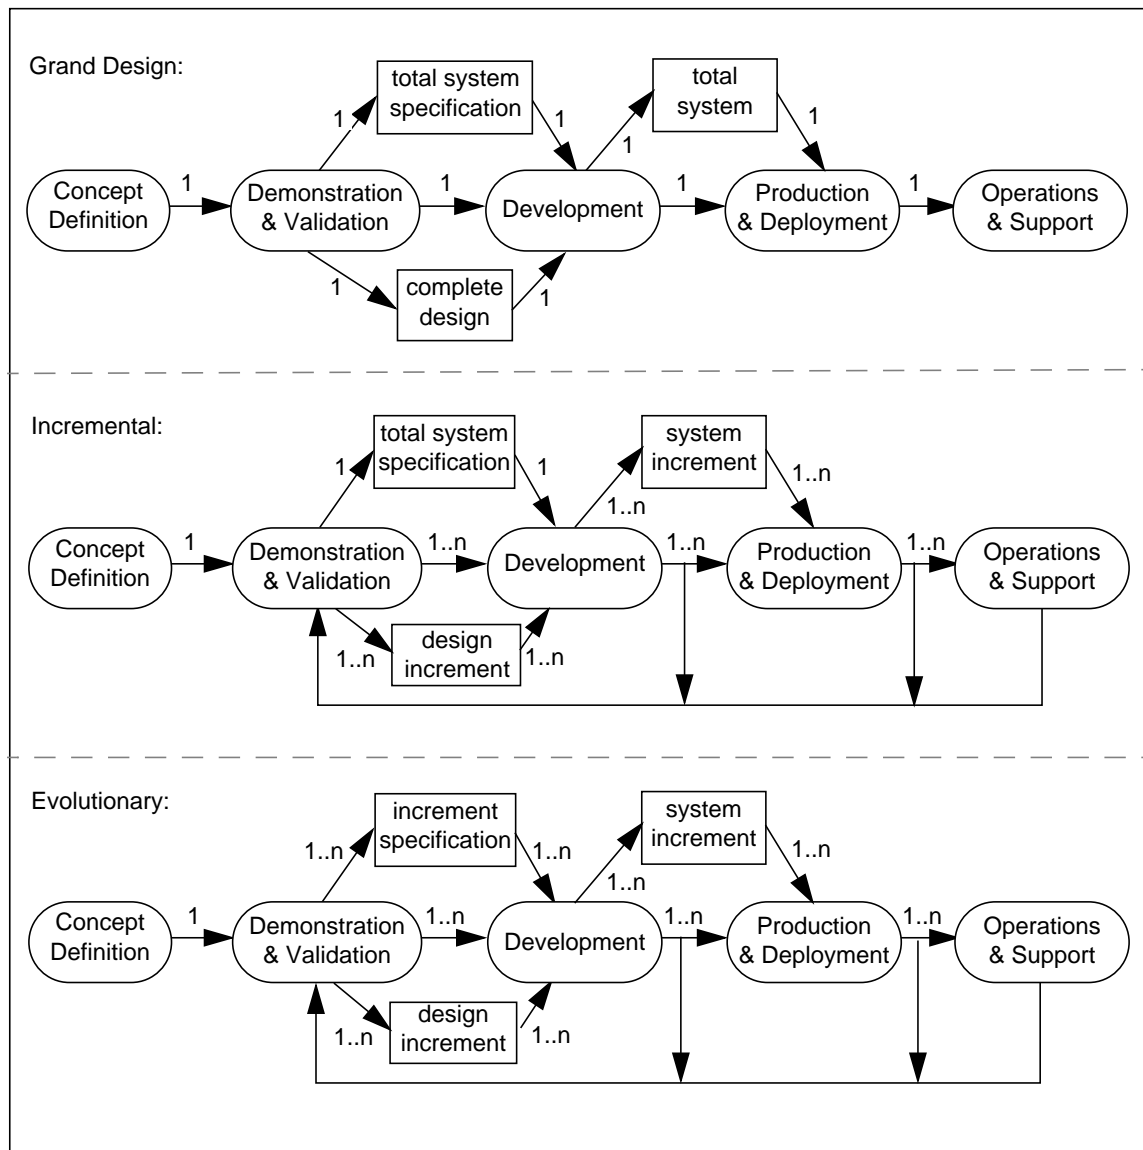 Grand Design:
total system
specification
total
system
1
1
1
1
Concept
Definition
1
Demonstration
& Validation
1
Development
1
Production
& Deployment
1
Operations
& Support
1
complete
design
1
Incremental:
total system
specification
system
increment
1
1
1..n
1..n
Concept
Definition
1
Demonstration
& Validation
1..n
Development
1..n
Production
& Deployment
1..n
Operations
& Support
1..n
design
increment
1..n
Evolutionary:
increment
specification
system
increment
1..n
1..n
1..n
1..n
Concept
Definition
1
Demonstration
& Validation
1..n
Development
1..n
Production
& Deployment
1..n
Operations
& Support
1..n
design
increment
1..n